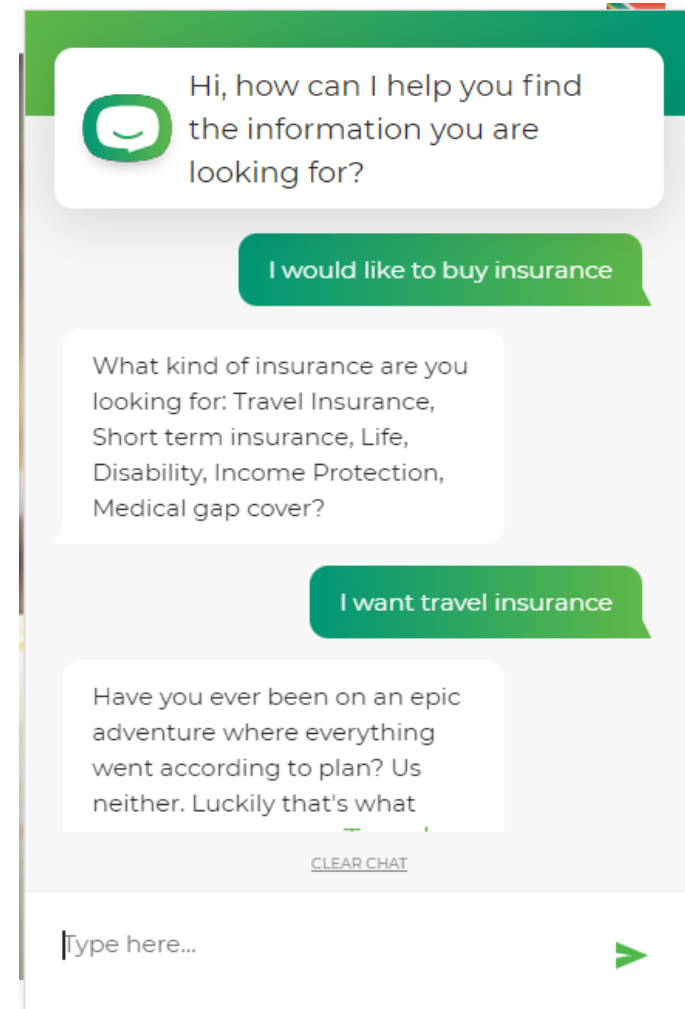 Hi, how can I help you find
the information you are
looking for?
I would like to buy insurance
What kind of insurance are you
looking for: Travel Insurance,
Short term insurance, Life,
Disability, Income Protection,
Medical gap cover?
I want travel insurance
Have you ever been on an epic
adventure where everything
went according to plan? Us
neither. Luckily that's what
CLEAR CHAT
Type here...